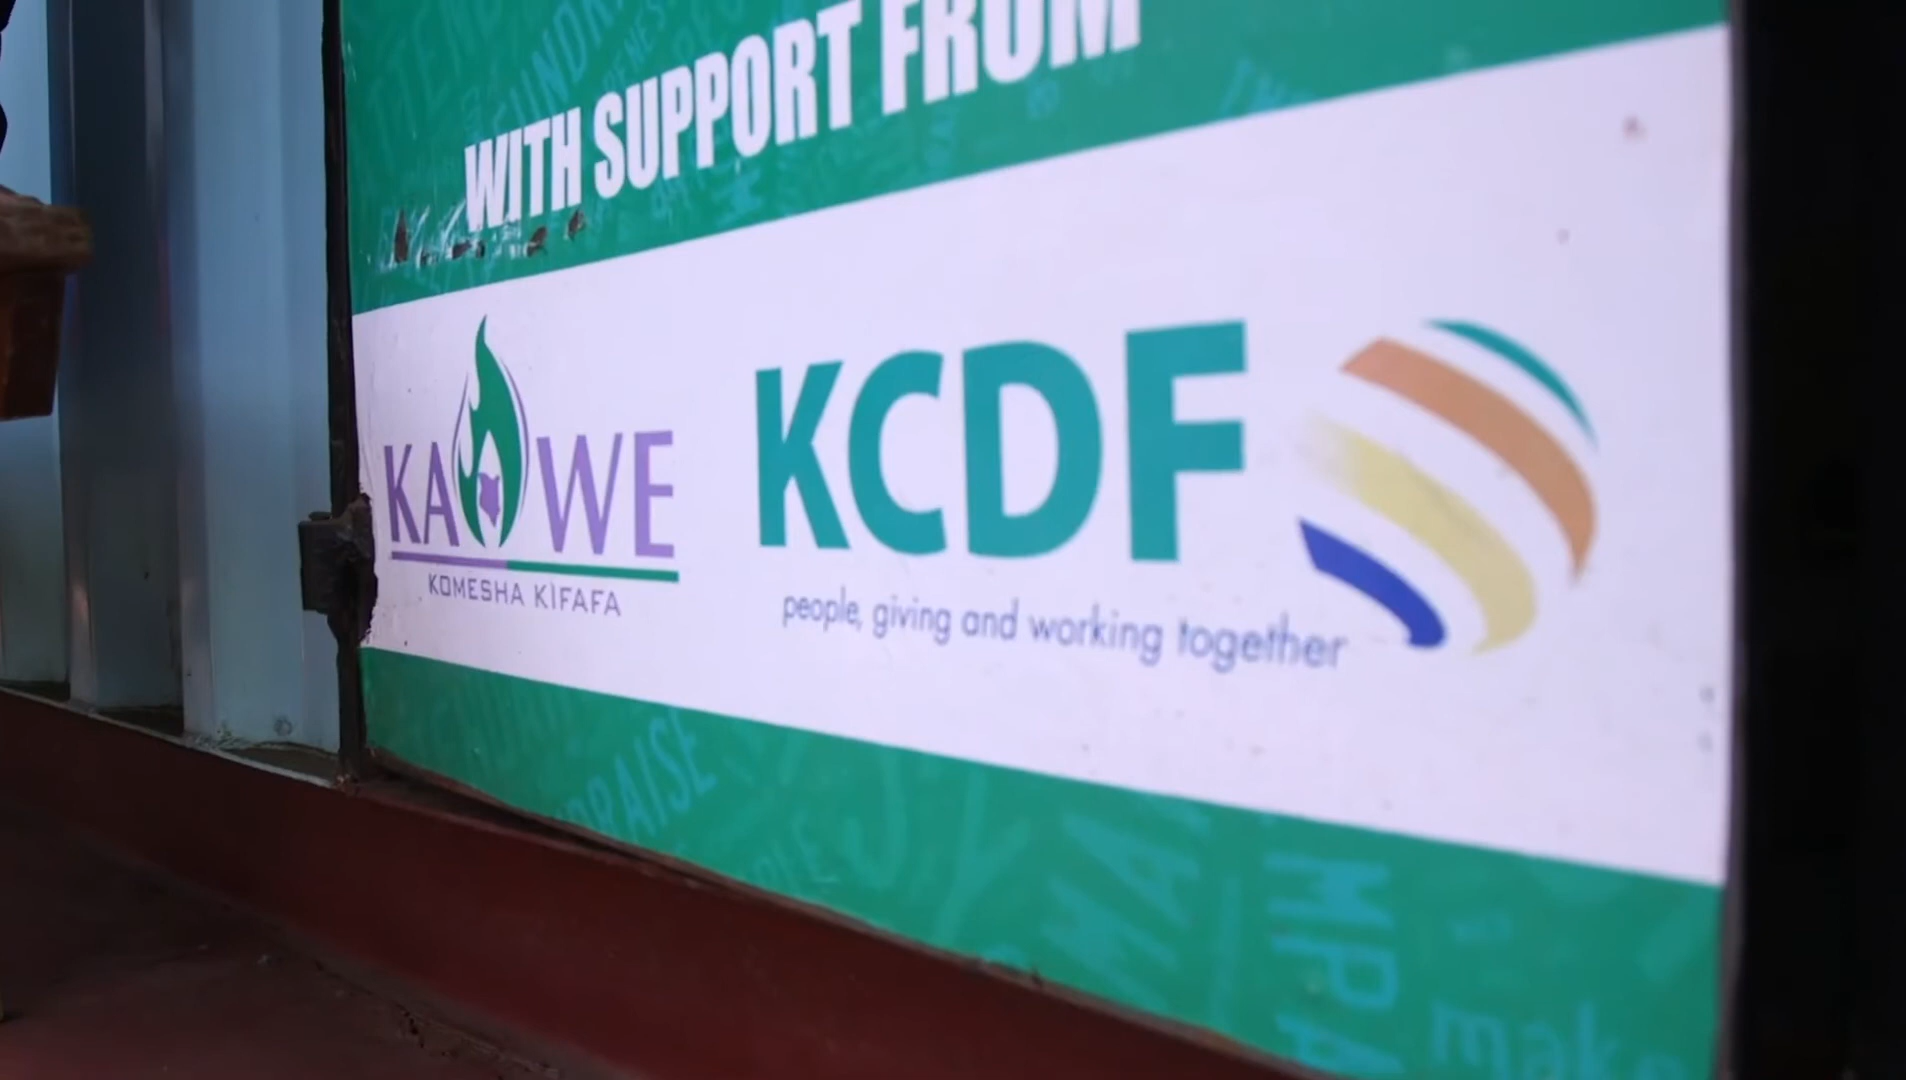 WITH SUPPORT FROM
KAWE
KOMESHA KIFAFA
KCDF
people, giving and working together